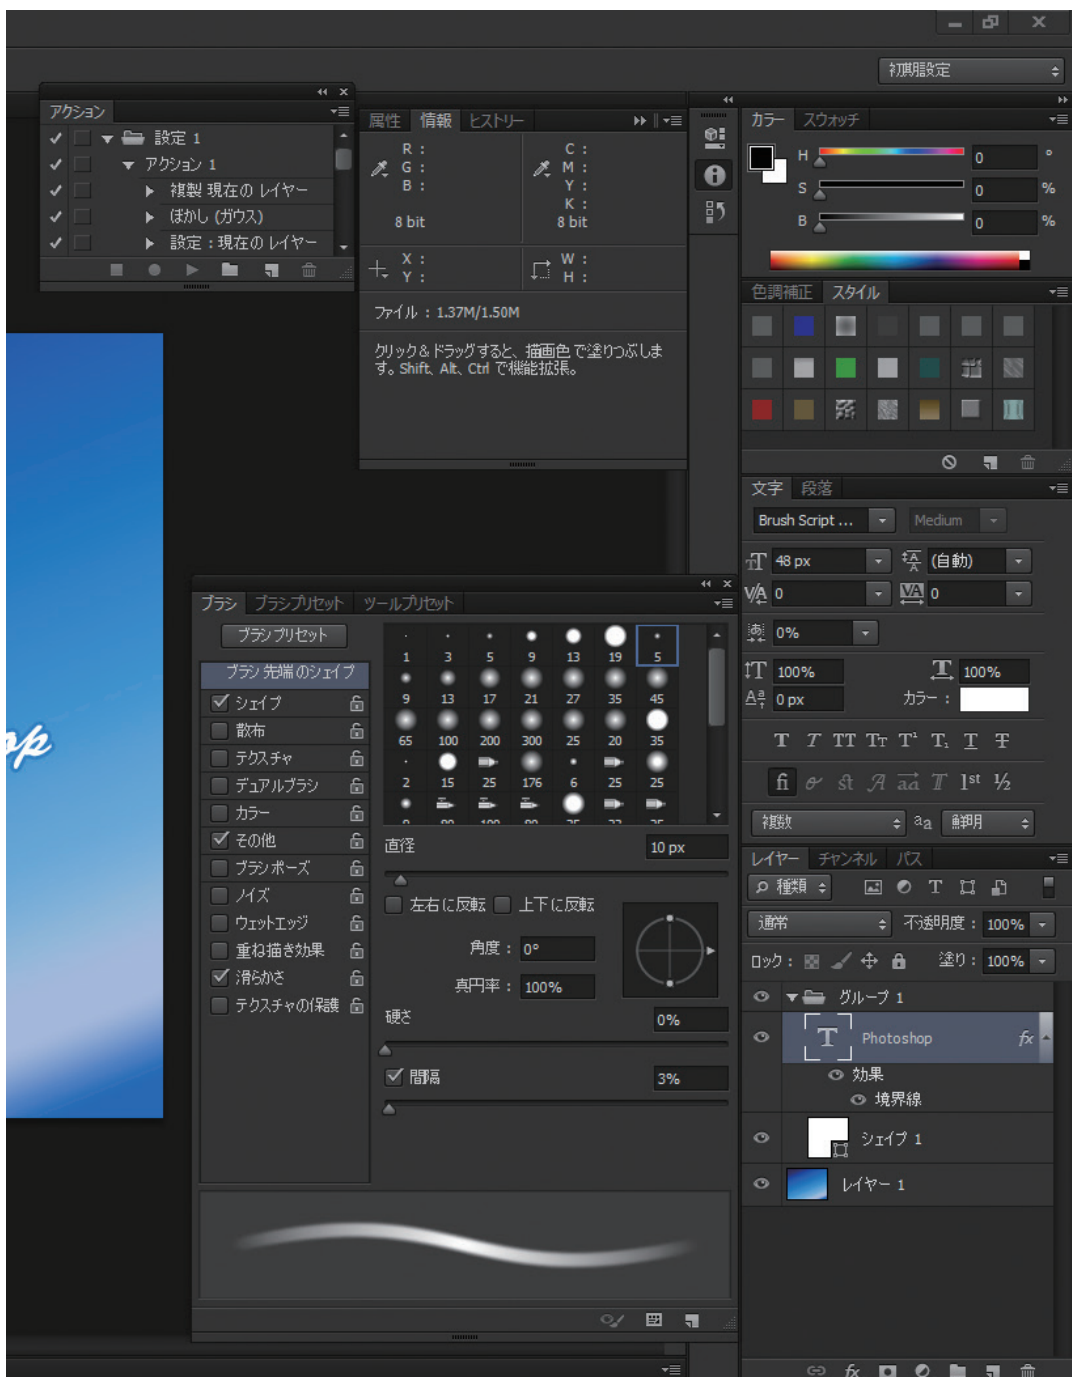 初期設定
アクション
設定 1
アクション 1
複製 現在の レイヤー
ぼかし (ガウス)
設定 : 現在の レイヤー
属性 情報 ヒストリー
R : C :
G : M :
B : Y :
K :
8 bit 8 bit
X : W :
Y : H :
ファイル : 1.37M/1.50M
クリック & ドラッグすると、描画色で塗りつぶしま
す。Shift、Alt、Ctrl で機能拡張。
カラー スウォッチ
H 0 °
S 0 %
B 0 %
色調補正 スタイル
文字 段落
Brush Script ... Medium
48 px (自動)
0 0
0%
100% 100%
0 px カラー :
T T TT TT T¹ T₁ T T
fi st A aa T 1st ½
複数 aa 鮮明
op
ブラシ ブラシプリセット ツールプリセット
ブラシプリセット
ブラシ先端のシェイプ
シェイプ
散布
テクスチャ
デュアルブラシ
カラー
その他
ブラシポーズ
ノイズ
ウェットエッジ
重ね描き効果
滑らかさ
テクスチャの保護
1 3 5 9 13 19 5
9 13 17 21 27 35 45
65 100 200 300 25 20 35
2 15 25 176 6 25 25
直径 10 px
左右に反転 上下に反転
角度 : 0°
真円率 : 100%
硬さ 0%
間隔 3%
レイヤー チャンネル パス
種類
通常 不透明度 : 100%
ロック : 塗り : 100%
グループ 1
T Photoshop fx
効果
境界線
シェイプ 1
レイヤー 1
fx